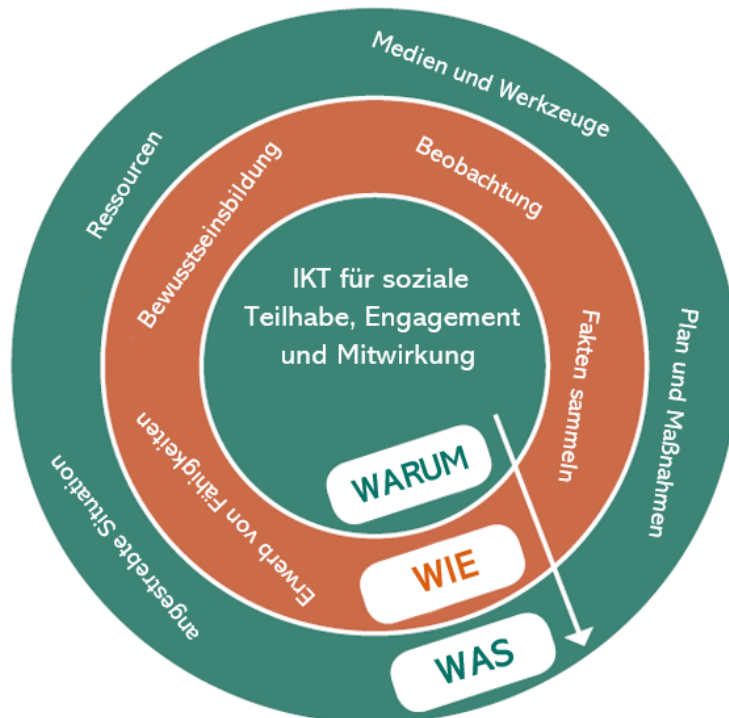 Medien und Werkzeuge
Ressourcen
Beobachtung
Bewusstseinsbildung
IKT für soziale
Teilhabe, Engagement
und Mitwirkung
Fakten sammeln
Plan und Maßnahmen
Erwerb von Fähigkeiten
angestrebte Situation
WARUM
WIE
WAS